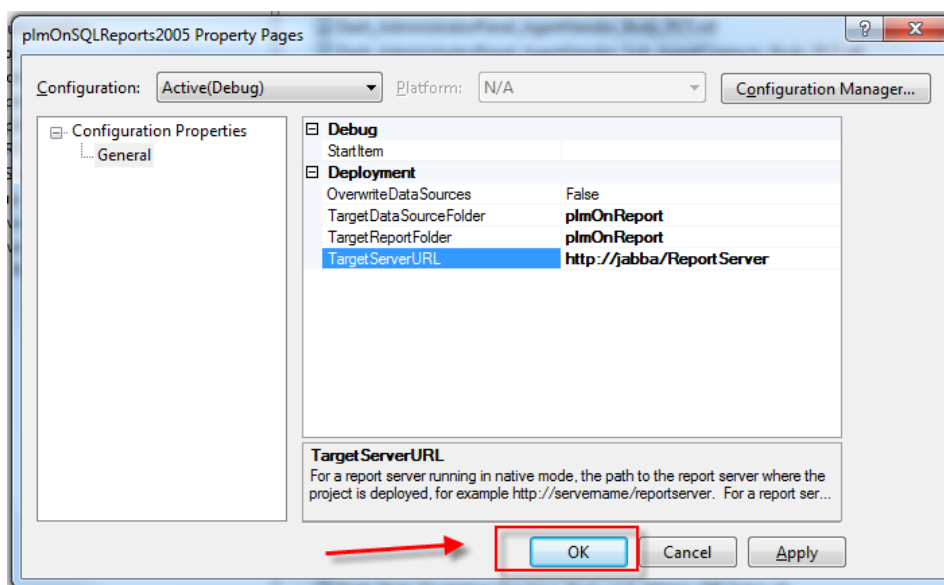 plmOnSQLReports2005 Property Pages
Configuration: Active(Debug) Platform: N/A Configuration Manager...
Configuration Properties
General
Debug
StartItem
Deployment
OverwriteDataSources False
TargetDataSourceFolder plmOnReport
TargetReportFolder plmOnReport
TargetServerURL http://jabba/ReportServer
TargetServerURL
For a report server running in native mode, the path to the report server where the
project is deployed, for example http://servername/reportserver. For a report ser...
OK Cancel Apply